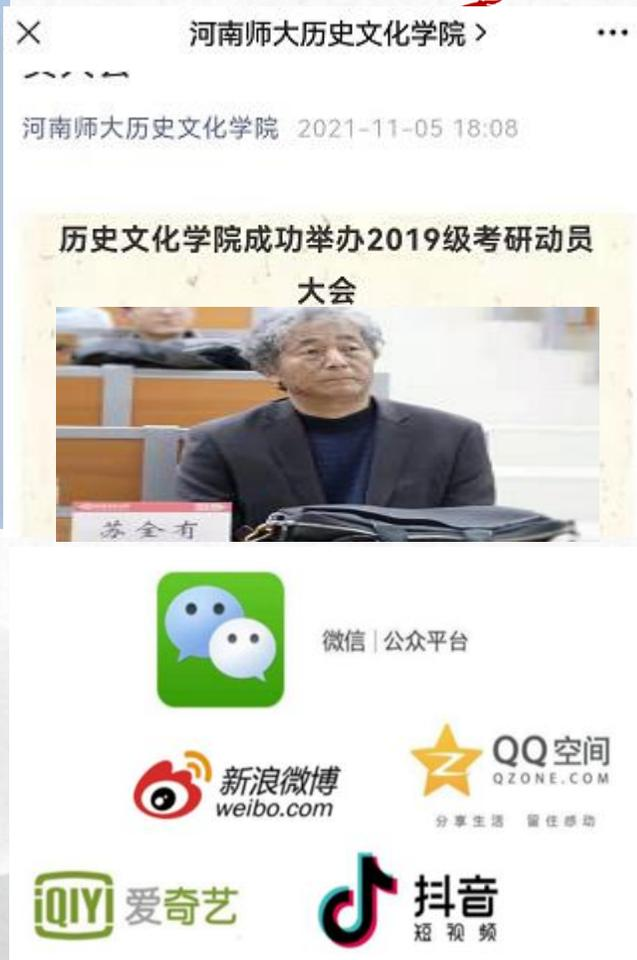 河南师大历史文化学院
员大会
河南师大历史文化学院 2021-11-05 18:08
历史文化学院成功举办2019级考研动员
大会
苏全有
微信|公众平台
新浪微博
weibo.com
QQ空间
QZONE.COM
分享生活 留住感动
iQIYI 爱奇艺
抖音
短视频